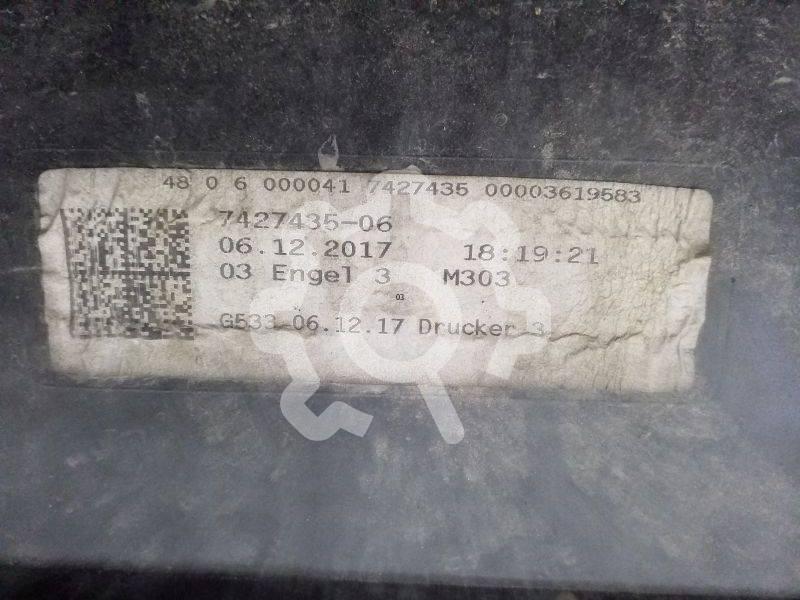 48 0 6 000041 7427435 00003619583
7427435-06
06.12.2017 18:19:21
03 Engel 3 M303
03
G533 06.12.17 Drucker 3